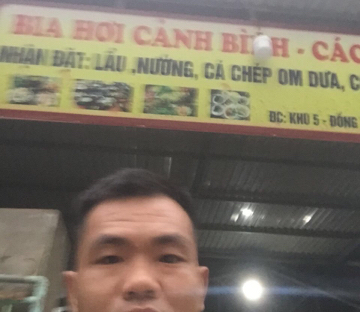 BIA HƠI CẢNH BÌNH - CÁC
NHẬN ĐẶT: LẨU ,NƯỚNG, CÁ CHÉP OM DƯA, C
ĐC: KHU 5 - ĐỒNG